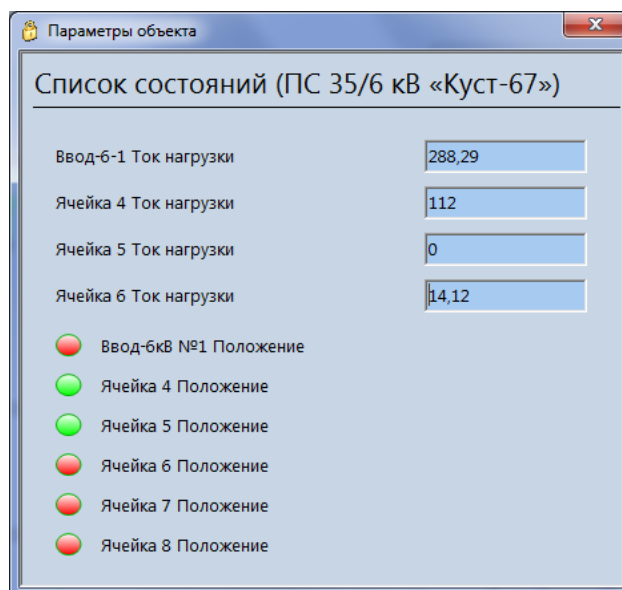 Параметры объекта
Список состояний (ПС 35/6 кВ «Куст-67»)
Ввод-6-1 Ток нагрузки 288,29
Ячейка 4 Ток нагрузки 112
Ячейка 5 Ток нагрузки 0
Ячейка 6 Ток нагрузки 14,12
Ввод-6кВ №1 Положение
Ячейка 4 Положение
Ячейка 5 Положение
Ячейка 6 Положение
Ячейка 7 Положение
Ячейка 8 Положение